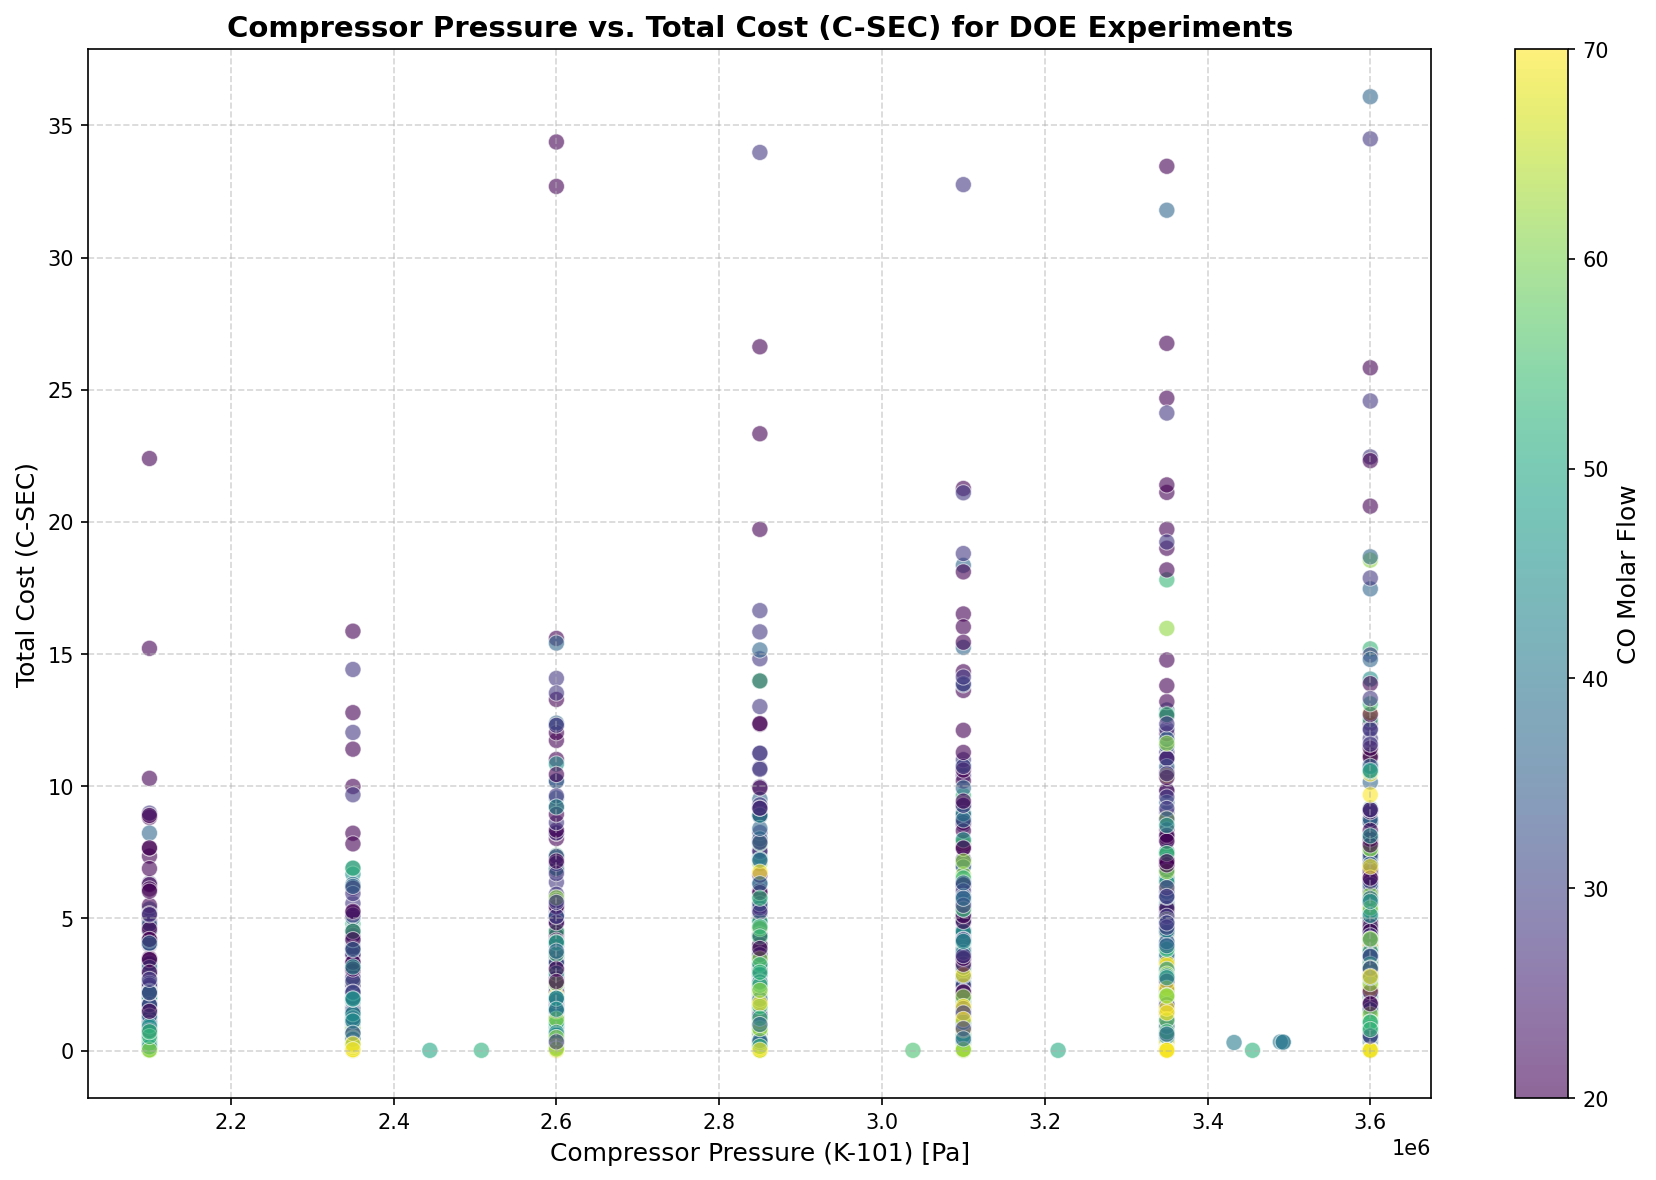 Compressor Pressure vs. Total Cost (C-SEC) for DOE Experiments
Total Cost (C-SEC)
35
30
25
20
15
10
5
0
2.2 2.4 2.6 2.8 3.0 3.2 3.4 3.6
1e6
Compressor Pressure (K-101) [Pa]
70
60
50
40
30
20
CO Molar Flow